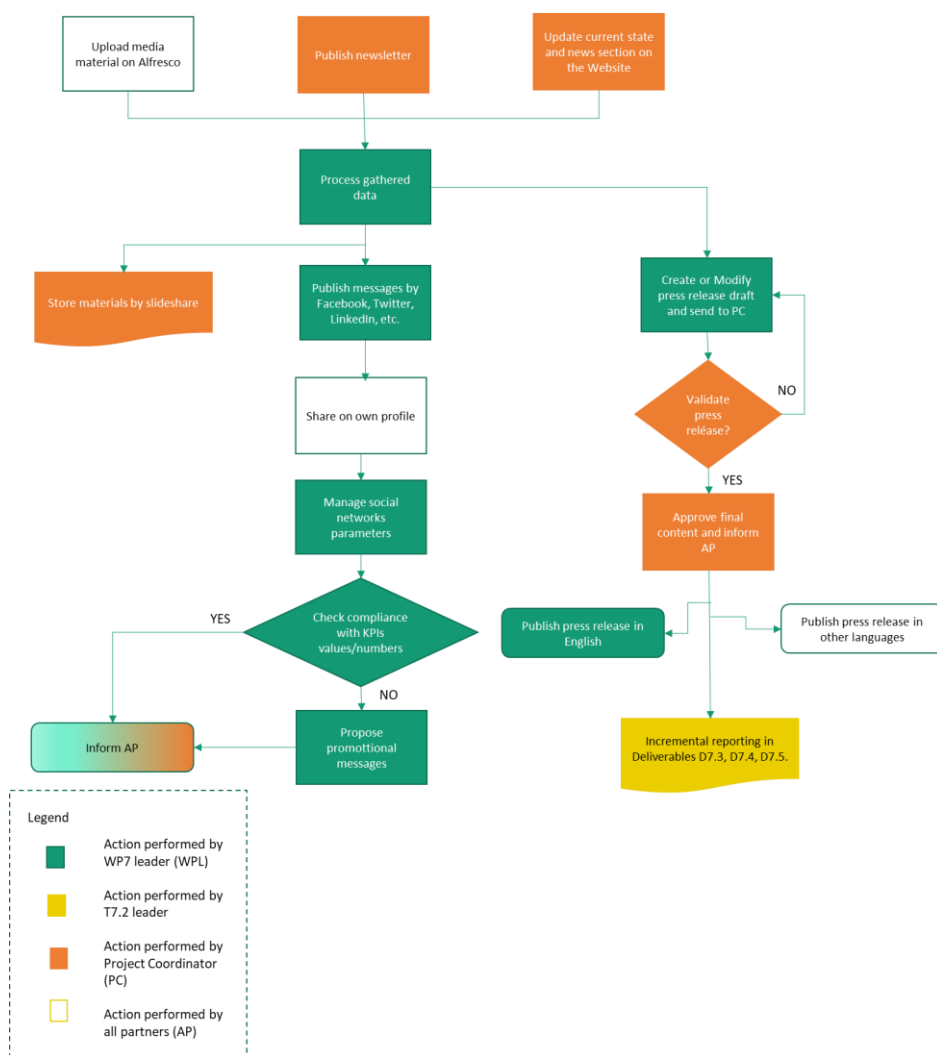 Upload media
material on Alfresco
Publish newsletter
Update current state
and news section on
the Website
Process gathered
data
Store materials by slideshare
Publish messages by
Facebook, Twitter,
LinkedIn, etc.
Create or Modify
press release draft
and send to PC
Share on own profile
Validate
press
reléase?
NO
YES
Manage social
networks
parameters
Approve final
content and inform
AP
YES
Check compliance
with KPIs
values/numbers
NO
Publish press release in
English
Publish press release in
other languages
Inform AP
Propose
promottional
messages
Incremental reporting in
Deliverables D7.3, D7.4, D7.5.
Legend
Action performed by
WP7 leader (WPL)
Action performed by
T7.2 leader
Action performed by
Project Coordinator
(PC)
Action performed by
all partners (AP)